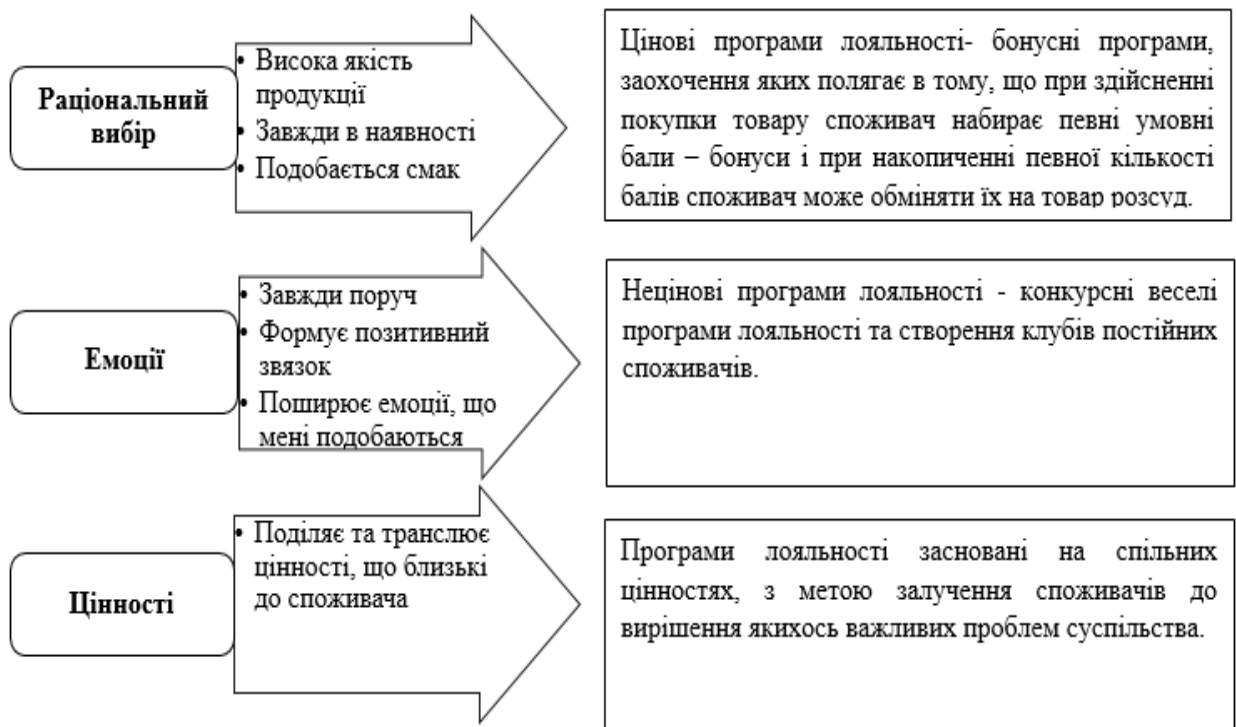 Раціональний
вибір
• Висока якість
продукції
• Завжди в наявності
• Подобається смак
Цінові програми лояльності- бонусні програми,
заохочення яких полягає в тому, що при здійсненні
покупки товару споживач набирає певні умовні
бали – бонуси і при накопиченні певної кількості
балів споживач може обміняти їх на товар розсуд.
Емоції
• Завжди поруч
• Формує позитивний
звязок
• Поширює емоції, що
мені подобаються
Нецінові програми лояльності - конкурсні веселі
програми лояльності та створення клубів постійних
споживачів.
Цінності
• Поділяє та транслює
цінності, що близькі
до споживача
Програми лояльності засновані на спільних
цінностях, з метою залучення споживачів до
вирішення якихось важливих проблем суспільства.